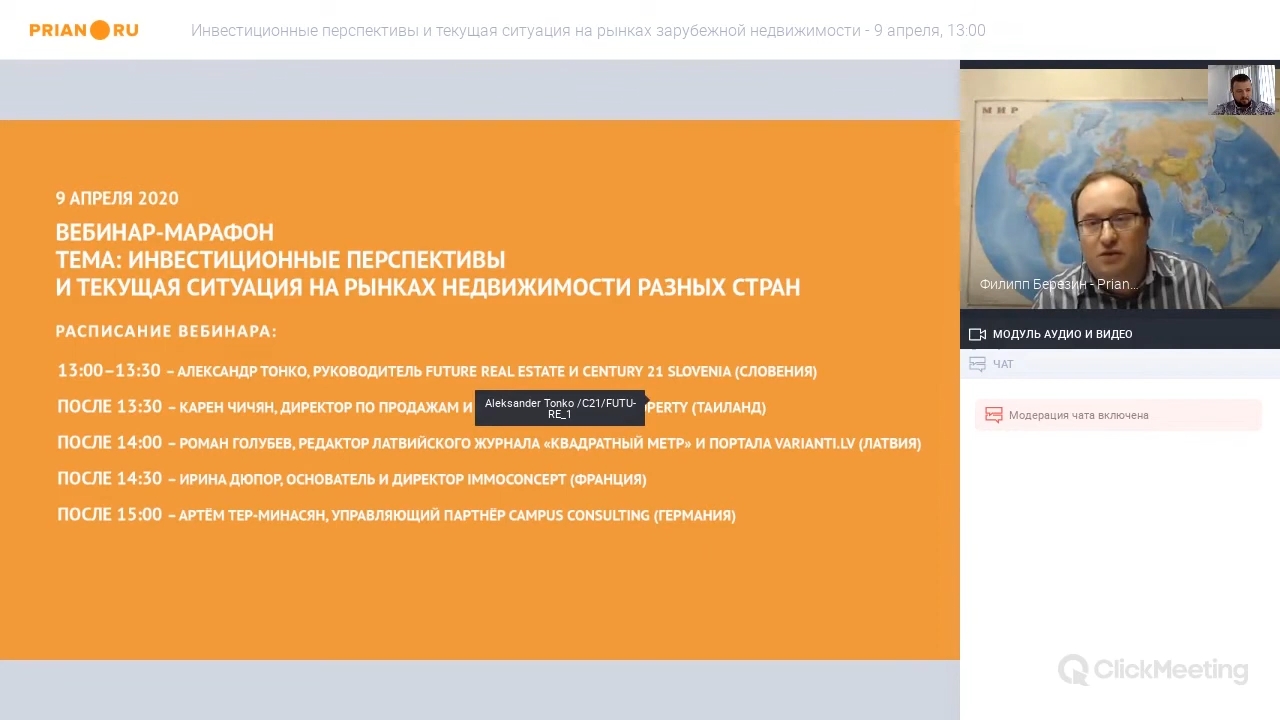 PRIAN RU
Инвестиционные перспективы и текущая ситуация на рынках зарубежной недвижимости - 9 апреля, 13:00
9 АПРЕЛЯ 2020
ВЕБИНАР-МАРАФОН
ТЕМА: ИНВЕСТИЦИОННЫЕ ПЕРСПЕКТИВЫ
И ТЕКУЩАЯ СИТУАЦИЯ НА РЫНКАХ НЕДВИЖИМОСТИ РАЗНЫХ СТРАН
РАСПИСАНИЕ ВЕБИНАРА:
13:00–13:30 – АЛЕКСАНДР ТОНКО, РУКОВОДИТЕЛЬ FUTURE REAL ESTATE И CENTURY 21 SLOVENIA (СЛОВЕНИЯ)
ПОСЛЕ 13:30 – КАРЕН ЧИЧЯН, ДИРЕКТОР ПО ПРОДАЖАМ И PERTY (ТАИЛАНД)
Aleksander Tonko /C21/FUTU-
RE_1
ПОСЛЕ 14:00 – РОМАН ГОЛУБЕВ, РЕДАКТОР ЛАТВИЙСКОГО ЖУРНАЛА «КВАДРАТНЫЙ МЕТР» И ПОРТАЛА VARIANTI.LV (ЛАТВИЯ)
ПОСЛЕ 14:30 – ИРИНА ДЮПОР, ОСНОВАТЕЛЬ И ДИРЕКТОР IMMOCONCEPT (ФРАНЦИЯ)
ПОСЛЕ 15:00 – АРТЁМ ТЕР-МИНАСЯН, УПРАВЛЯЮЩИЙ ПАРТНЁР CAMPUS CONSULTING (ГЕРМАНИЯ)
МИР
Филипп Березин - Prian...
МОДУЛЬ АУДИО И ВИДЕО
ЧАТ
Модерация чата включена
ClickMeeting